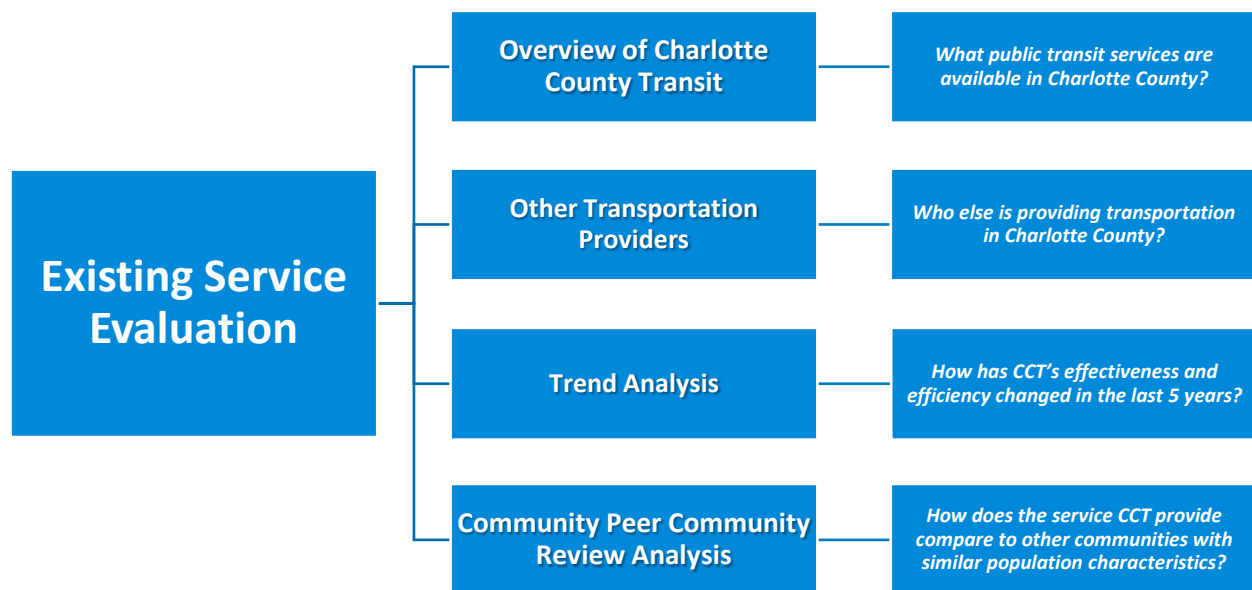 Existing Service
Evaluation
Overview of Charlotte
County Transit
What public transit services are
available in Charlotte County?
Other Transportation
Providers
Who else is providing transportation
in Charlotte County?
Trend Analysis
How has CCT’s effectiveness and
efficiency changed in the last 5 years?
Community Peer Community
Review Analysis
How does the service CCT provide
compare to other communities with
similar population characteristics?